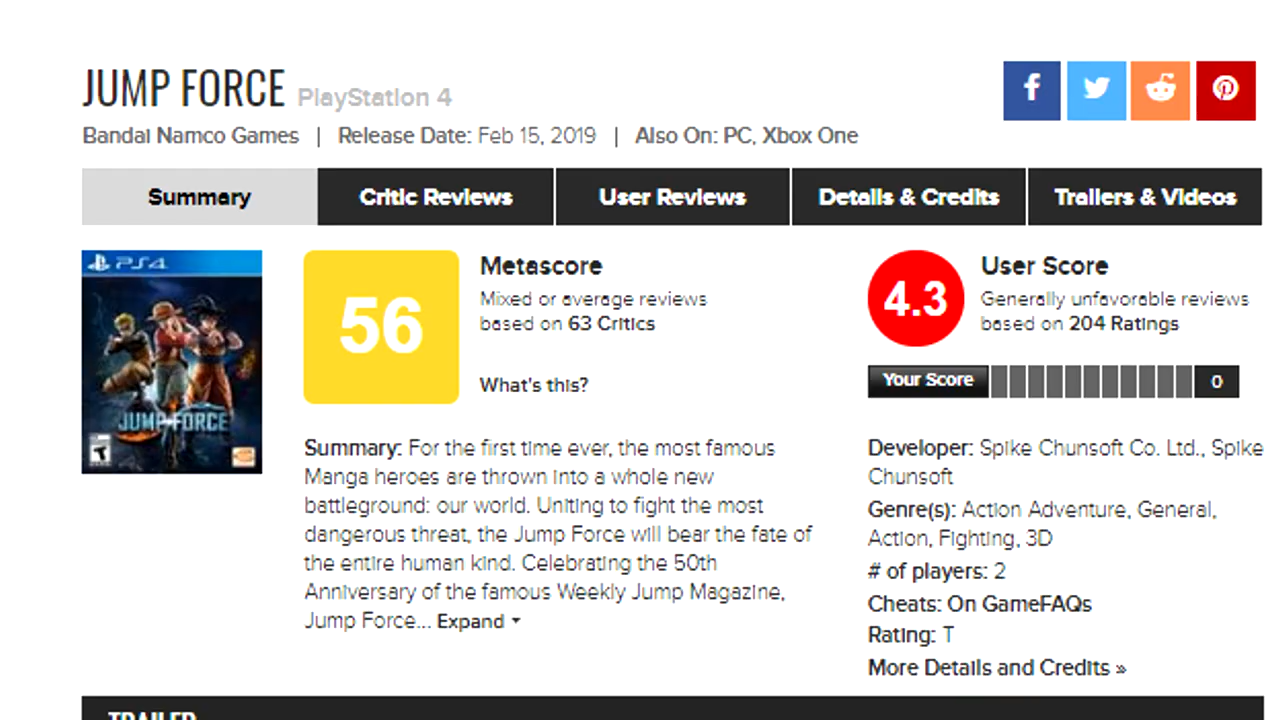 JUMP FORCE PlayStation 4
Bandai Namco Games | Release Date: Feb 15, 2019 | Also On: PC, Xbox One
Summary Critic Reviews User Reviews Details & Credits Trailers & Videos
PS4
JUMP FORCE
T
56
Metascore
Mixed or average reviews
based on 63 Critics
What's this?
4.3
User Score
Generally unfavorable reviews
based on 204 Ratings
Your Score 0
Summary: For the first time ever, the most famous
Manga heroes are thrown into a whole new
battleground: our world. Uniting to fight the most
dangerous threat, the Jump Force will bear the fate of
the entire human kind. Celebrating the 50th
Anniversary of the famous Weekly Jump Magazine,
Jump Force... Expand
Developer: Spike Chunsoft Co. Ltd., Spike
Chunsoft
Genre(s): Action Adventure, General,
Action, Fighting, 3D
# of players: 2
Cheats: On GameFAQs
Rating: T
More Details and Credits »
TRAILER